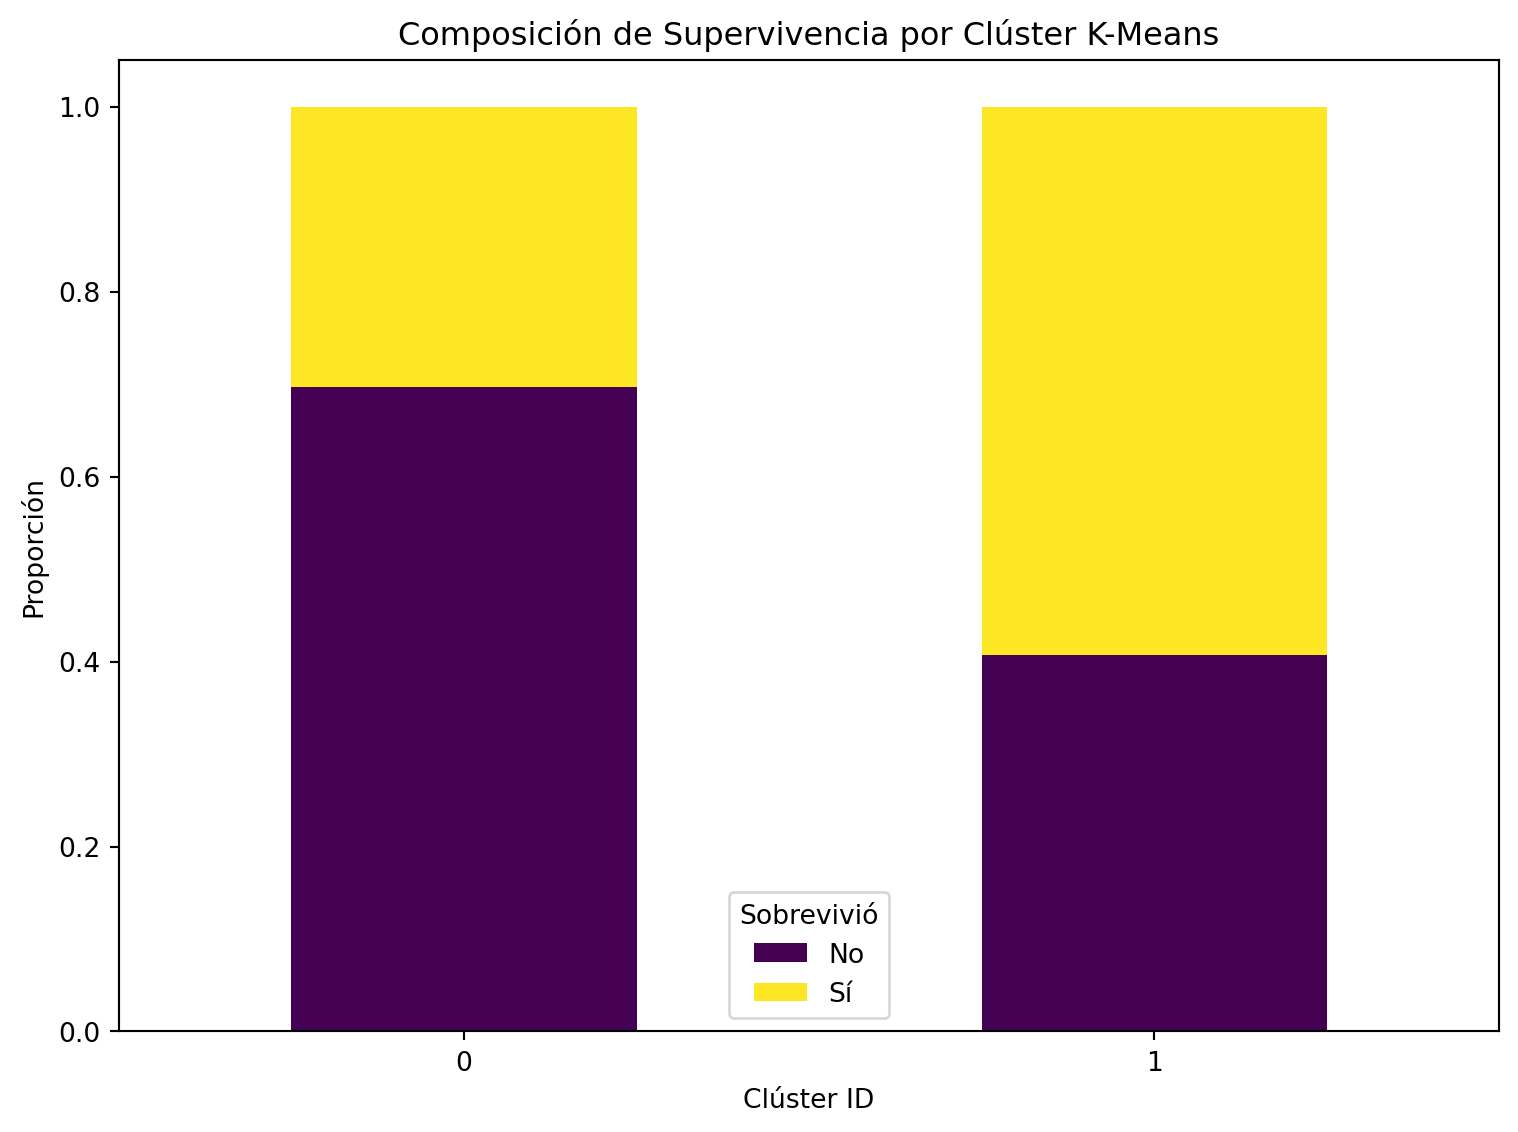 Composición de Supervivencia por Clúster K-Means
Proporción
1.0
0.8
0.6
0.4
0.2
0.0
Sobrevivió
No
Sí
0
1
Clúster ID